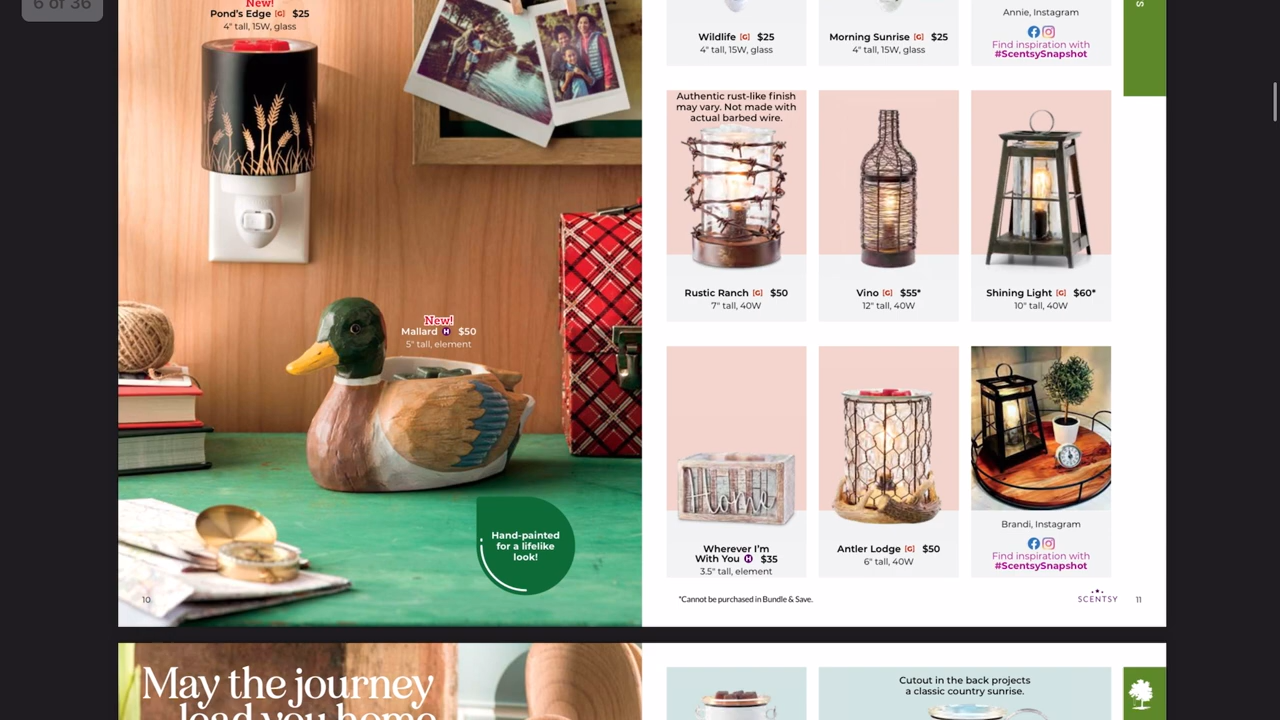 6 of 36
New!
Pond's Edge [G] $25
4" tall, 15W, glass
New!
Mallard H $50
5" tall, element
Hand-painted
for a lifelike
look!
10
Wildlife [G] $25
4" tall, 15W, glass
Morning Sunrise [G] $25
4" tall, 15W, glass
Annie, Instagram
Find inspiration with
#ScentsySnapshot
S
Authentic rust-like finish
may vary. Not made with
actual barbed wire.
Rustic Ranch [G] $50
7" tall, 40W
Vino [G] $55*
12" tall, 40W
Shining Light [G] $60*
10" tall, 40W
Home
Wherever I'm
With You H $35
3.5" tall, element
Antler Lodge [G] $50
6" tall, 40W
Brandi, Instagram
Find inspiration with
#ScentsySnapshot
*Cannot be purchased in Bundle & Save.
SCENTSY
11
May the journey
lead you home
Cutout in the back projects
a classic country sunrise.